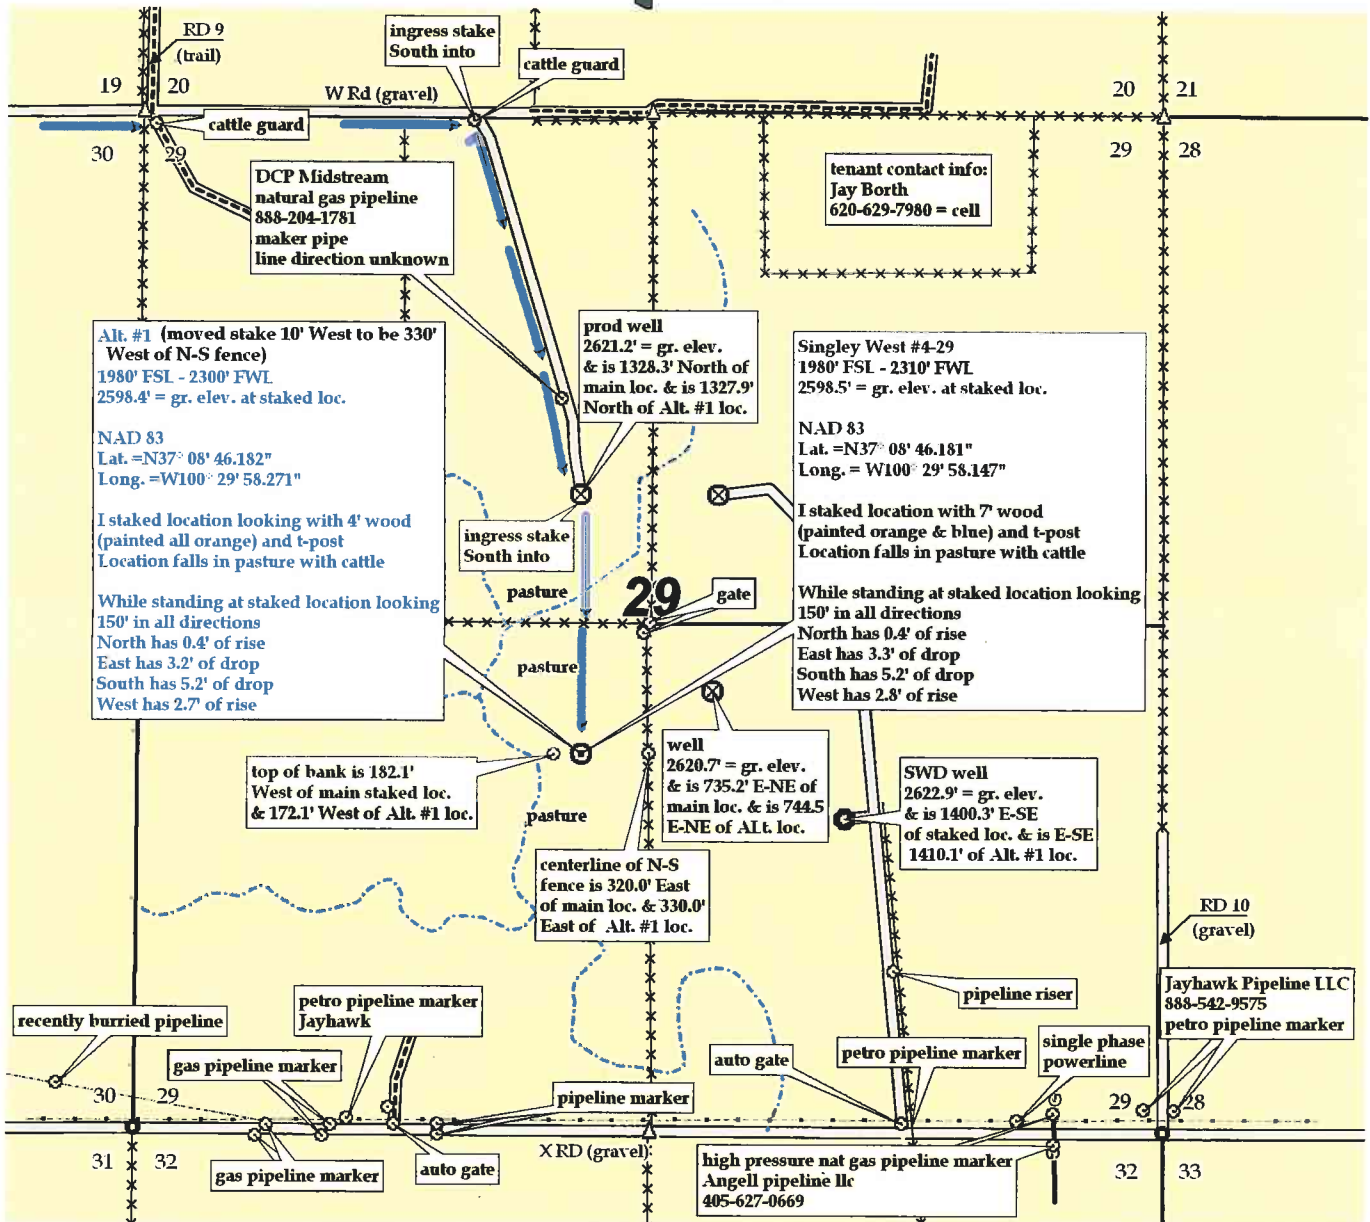 RD 9
(trail)
ingress stake
South into
cattle guard
19
20
W Rd (gravel)
20
21
cattle guard
30
29
29
28
DCP Midstream
natural gas pipeline
888-204-1781
maker pipe
line direction unknown
tenant contact info:
Jay Borth
620-629-7980 = cell
Alt. #1 (moved stake 10' West to be 330'
West of N-S fence)
1980' FSL - 2300' FWL
2598.4' = gr. elev. at staked loc.
NAD 83
Lat. =N37° 08' 46.182"
Long. =W100° 29' 58.271"
I staked location looking with 4' wood
(painted all orange) and t-post
Location falls in pasture with cattle
While standing at staked location looking
150' in all directions
North has 0.4' of rise
East has 3.2' of drop
South has 5.2' of drop
West has 2.7' of rise
prod well
2621.2' = gr. elev.
& is 1328.3' North of
main loc. & is 1327.9'
North of Alt. #1 loc.
Singley West #4-29
1980' FSL - 2310' FWL
2598.5' = gr. elev. at staked loc.
NAD 83
Lat. =N37° 08' 46.181"
Long. = W100° 29' 58.147"
I staked location with 7' wood
(painted orange & blue) and t-post
Location falls in pasture with cattle
While standing at staked location looking
150' in all directions
North has 0.4' of rise
East has 3.3' of drop
South has 5.2' of drop
West has 2.8' of rise
ingress stake
South into
pasture
29
gate
pasture
top of bank is 182.1'
West of main staked loc.
& 172.1' West of Alt. #1 loc.
pasture
well
2620.7' = gr. elev.
& is 735.2' E-NE of
main loc. & is 744.5
E-NE of ALt. loc.
SWD well
2622.9' = gr. elev.
& is 1400.3' E-SE
of staked loc. & is E-SE
1410.1' of Alt. #1 loc.
centerline of N-S
fence is 320.0' East
of main loc. & 330.0'
East of Alt. #1 loc.
RD 10
(gravel)
pipeline riser
Jayhawk Pipeline LLC
888-542-9575
petro pipeline marker
recently burried pipeline
petro pipeline marker
Jayhawk
gas pipeline marker
auto gate
petro pipeline marker
single phase
powerline
30
29
pipeline marker
29
28
31
32
gas pipeline marker
auto gate
X RD (gravel)
high pressure nat gas pipeline marker
Angell pipeline llc
405-627-0669
32
33